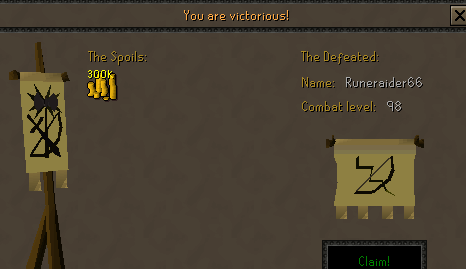 You are victorious!
The Spoils:
300K
The Defeated:
Name: Runeraider66
Combat level: 98
Claim!